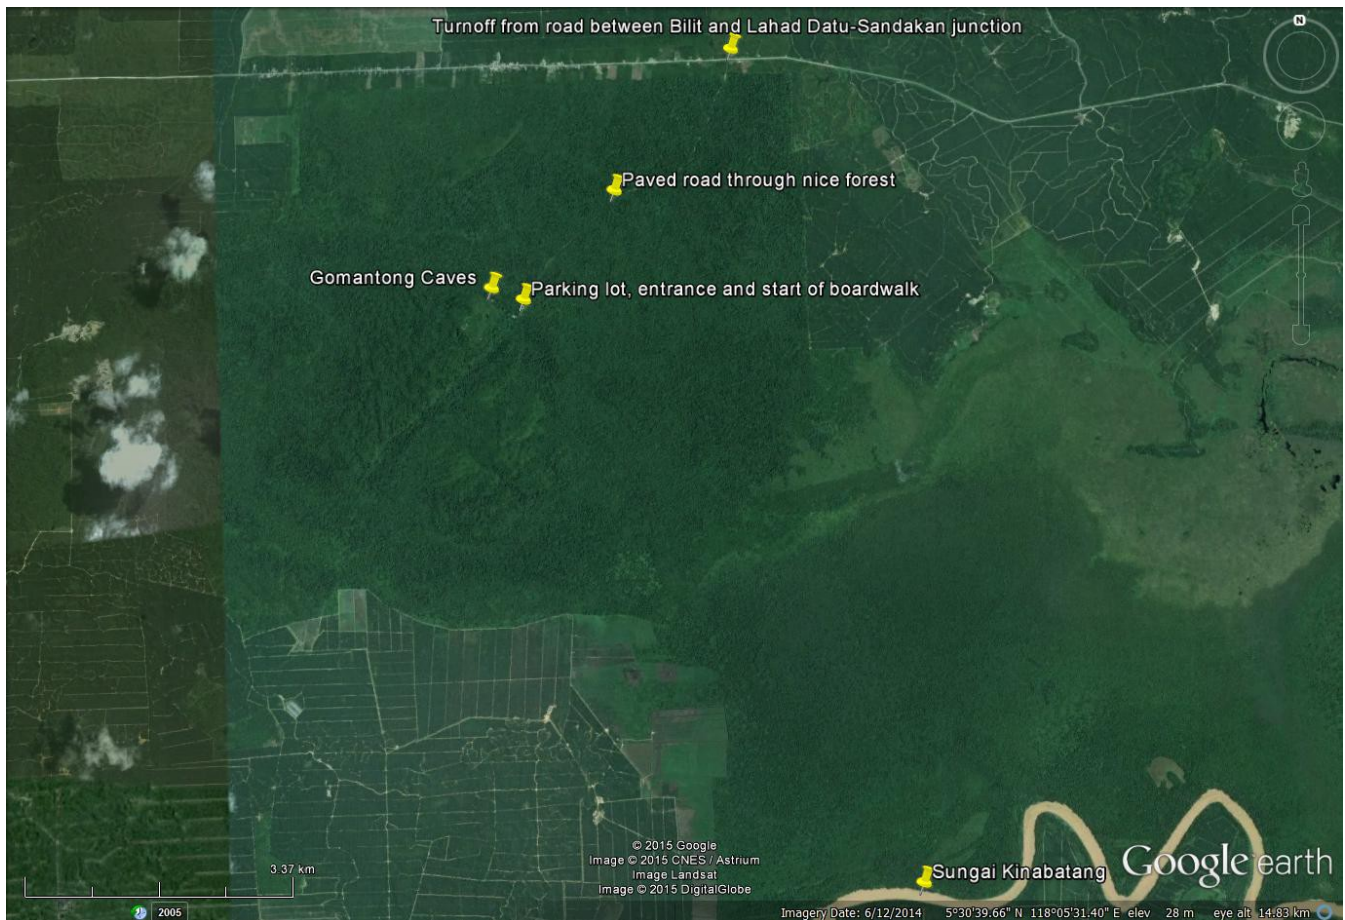 Turnoff from road between Bilit and Lahad Datu-Sandakan junction
N
Paved road through nice forest
Gomantong Caves
Parking lot, entrance and start of boardwalk
© 2015 Google
Image © 2015 CNES / Astrium
Image Landsat
Image © 2015 DigitalGlobe
Sungai Kinabatang
Google earth
3.37 km
2005
Imagery Date: 6/12/2014 5°30'39.66" N 118°05'31.40" E elev 28 m eye alt 14.83 km